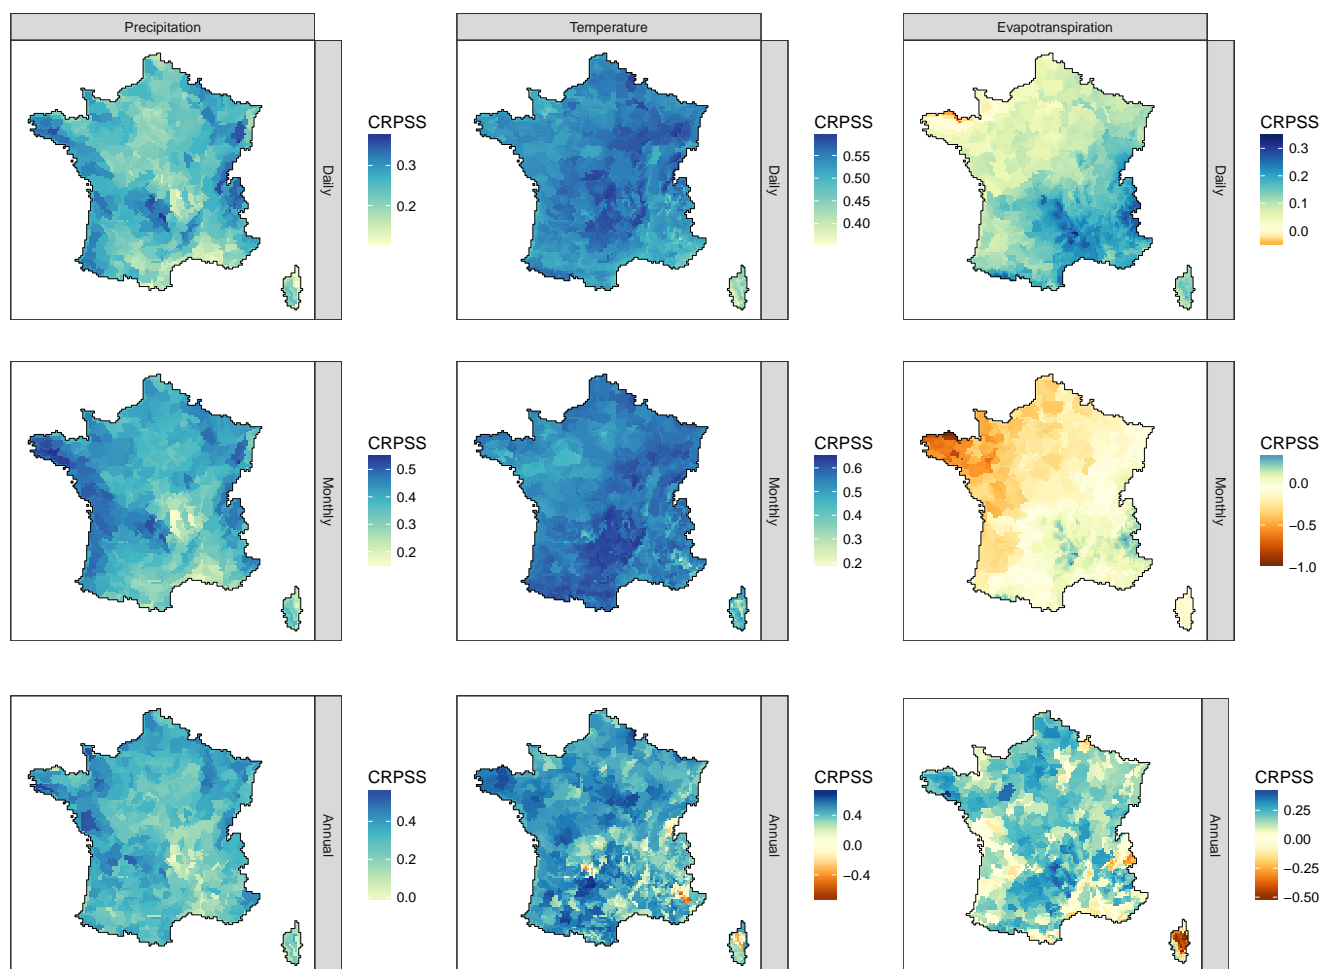 Precipitation
Temperature
Evapotranspiration
CRPSS
0.3
0.2
Daily
CRPSS
0.55
0.50
0.45
0.40
Daily
CRPSS
0.3
0.2
0.1
0.0
Daily
CRPSS
0.5
0.4
0.3
0.2
Monthly
CRPSS
0.6
0.5
0.4
0.3
0.2
Monthly
CRPSS
0.0
−0.5
−1.0
Monthly
CRPSS
0.4
0.2
0.0
Annual
CRPSS
0.4
0.0
−0.4
Annual
CRPSS
0.25
0.00
−0.25
−0.50
Annual